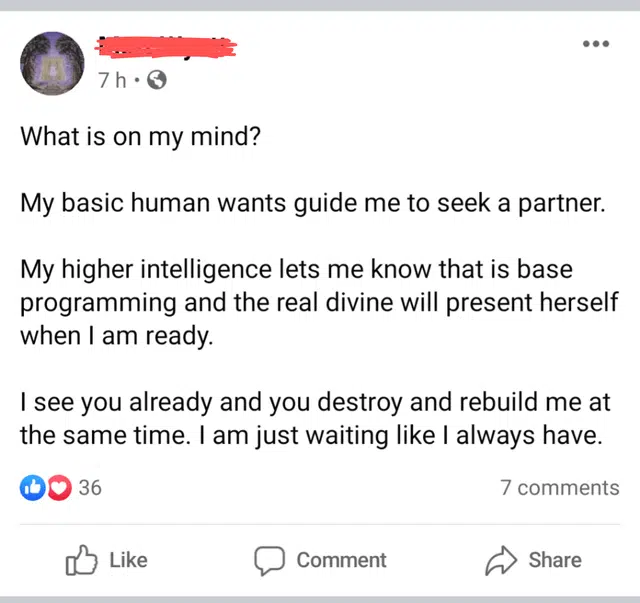 7 h
What is on my mind?
My basic human wants guide me to seek a partner.
My higher intelligence lets me know that is base
programming and the real divine will present herself
when I am ready.
I see you already and you destroy and rebuild me at
the same time. I am just waiting like I always have.
36
7 comments
Like
Comment
Share